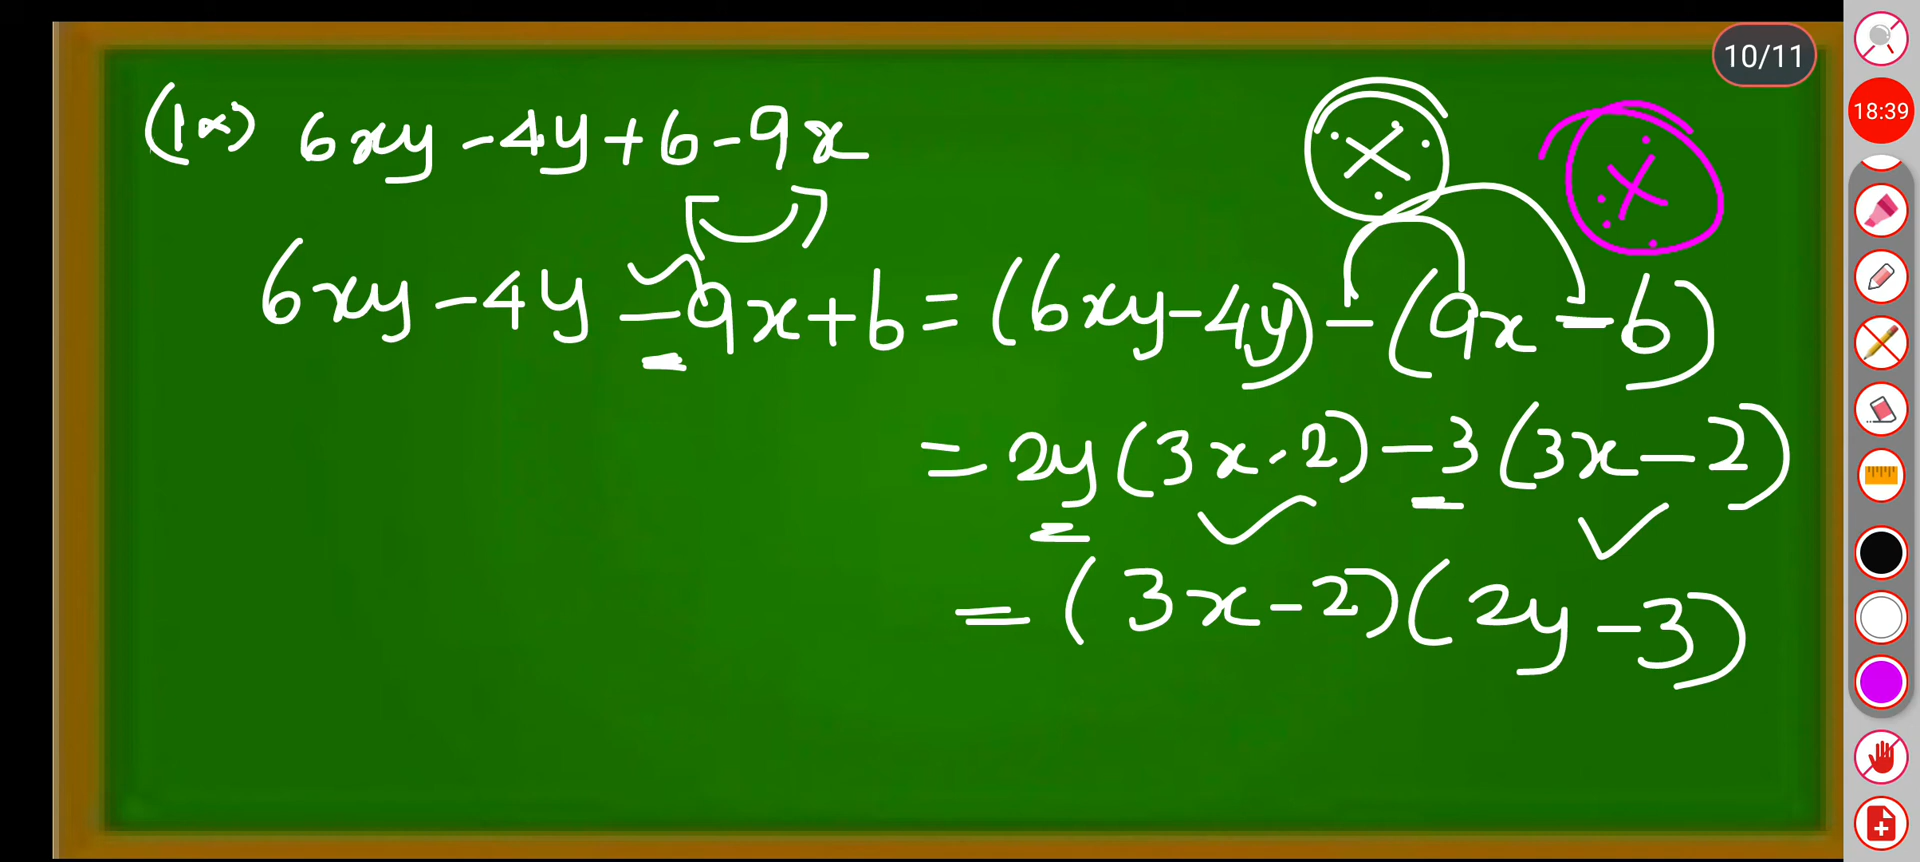 10/11
18:39
(ix) 6xy - 4y + 6 - 9x
6xy - 4y - 9x + 6 = (6xy - 4y) - (9x - 6)
= 2y (3x - 2) - 3 (3x - 2)
= (3x - 2) (2y - 3)